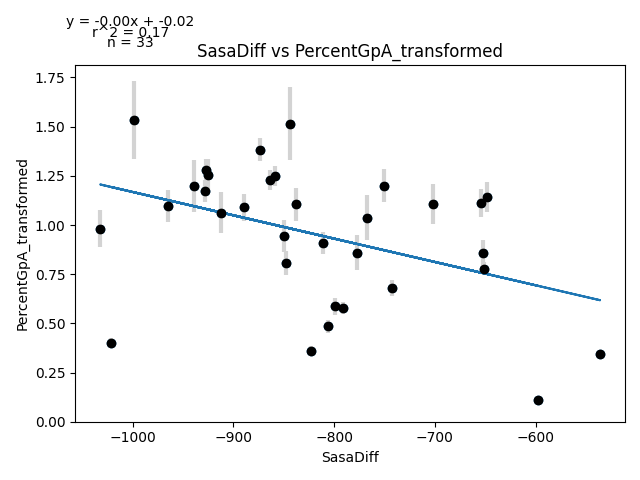 y = -0.00x + -0.02
r^2 = 0.17
n = 33
SasaDiff vs PercentGpA_transformed
1.75
1.50
1.25
1.00
0.75
0.50
0.25
0.00
PercentGpA_transformed
−1000 −900 −800 −700 −600
SasaDiff